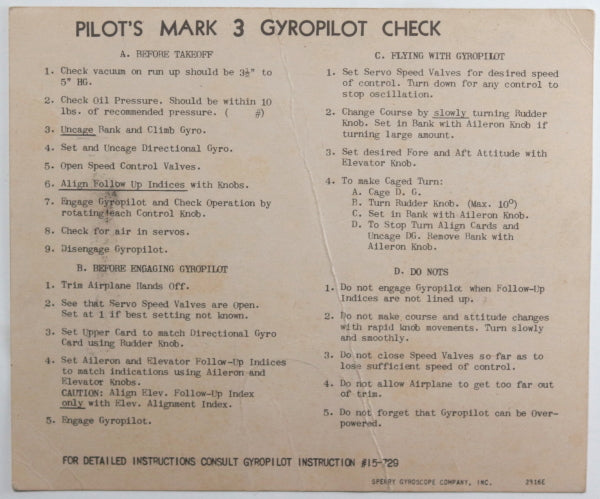 PILOT'S MARK 3 GYROPILOT CHECK
A. BEFORE TAKEOFF
1. Check vacuum on run up should be 3½" to
5" HG.
2. Check Oil Pressure. Should be within 10
lbs. of recommended pressure. ( #)
3. Uncage Bank and Climb Gyro.
4. Set and Uncage Directional Gyro.
5. Open Speed Control Valves.
6. Align Follow Up Indices with Knobs.
7. Engage Gyropilot and Check Operation by
rotating each Control Knob.
8. Check for air in servos.
9. Disengage Gyropilot.
B. BEFORE ENGAGING GYROPILOT
1. Trim Airplane Hands Off.
2. See that Servo Speed Valves are Open.
Set at 1 if best setting not known.
3. Set Upper Card to match Directional Gyro
Card using Rudder Knob.
4. Set Aileron and Elevator Follow-Up Indices
to match indications using Aileron and
Elevator Knobs.
CAUTION: Align Elev. Follow-Up Index
only with Elev. Alignment Index.
5. Engage Gyropilot.
C. FLYING WITH GYROPILOT
1. Set Servo Speed Valves for desired speed
of control. Turn down for any control to
stop oscillation.
2. Change Course by slowly turning Rudder
Knob. Set in Bank with Aileron Knob if
turning large amount.
3. Set desired Fore and Aft Attitude with
Elevator Knob.
4. To make Caged Turn:
A. Cage D. G.
B. Turn Rudder Knob. (Max. 10°)
C. Set in Bank with Aileron Knob.
D. To Stop Turn Align Cards and
Uncage DG. Remove Bank with
Aileron Knob.
D. DO NOTS
1. Do not engage Gyropilot when Follow-Up
Indices are not lined up.
2. Do not make course and attitude changes
with rapid knob movements. Turn slowly
and smoothly.
3. Do not close Speed Valves so far as to
lose sufficient speed of control.
4. Do not allow Airplane to get too far out
of trim.
5. Do not forget that Gyropilot can be Over-
powered.
FOR DETAILED INSTRUCTIONS CONSULT GYROPILOT INSTRUCTION #15-729
SPERRY GYROSCOPE COMPANY, INC. 2916C